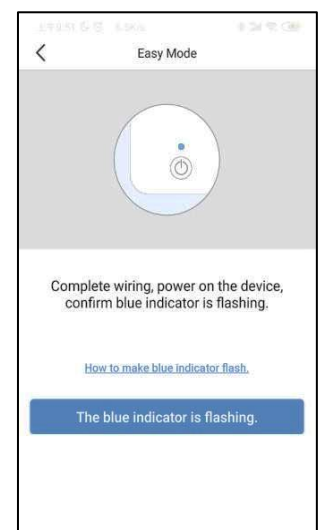 Easy Mode
Complete wiring, power on the device,
confirm blue indicator is flashing.
How to make blue indicator flash.
The blue indicator is flashing.